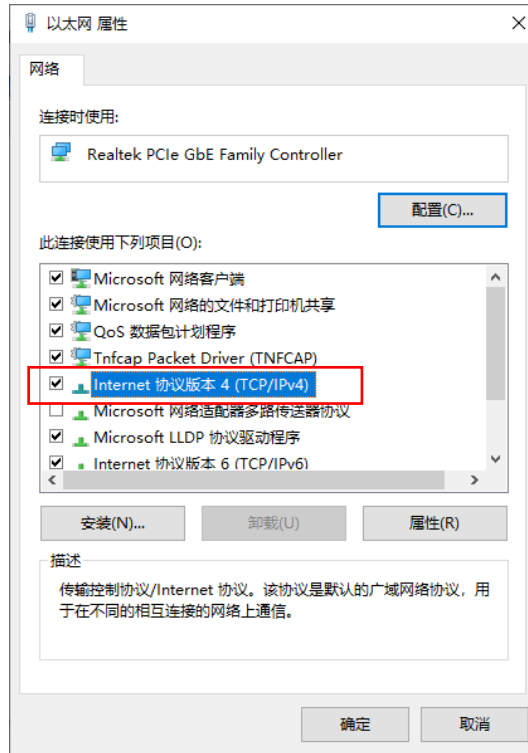 以太网 属性
网络
连接时使用:
Realtek PCIe GbE Family Controller
配置(C)...
此连接使用下列项目(O):
Microsoft 网络客户端
Microsoft 网络的文件和打印机共享
QoS 数据包计划程序
Tnfcap Packet Driver (TNFCAP)
Internet 协议版本 4 (TCP/IPv4)
Microsoft 网络适配器多路传送器协议
Microsoft LLDP 协议驱动程序
Internet 协议版本 6 (TCP/IPv6)
安装(N)...
卸载(U)
属性(R)
描述
传输控制协议/Internet 协议。该协议是默认的广域网络协议，用
于在不同的相互连接的网络上通信。
确定
取消